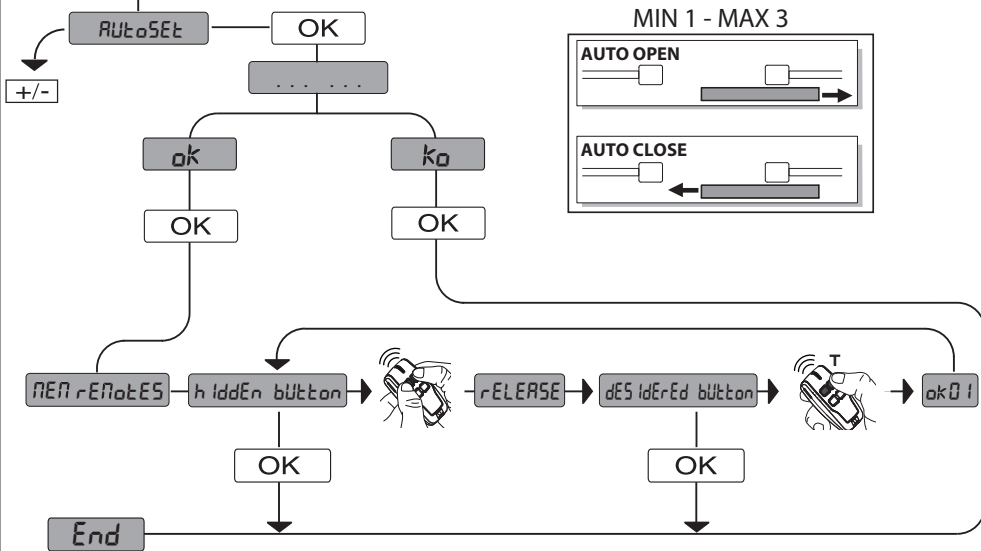 AUtoSEt
OK
MIN 1 - MAX 3
+/-
... ...
AUTO OPEN
AUTO CLOSE
ok
ko
OK
OK
MEM rEMotES
hiddEn bUtton
rELEASE
dESidErEd bUtton
T
ok01
OK
OK
End